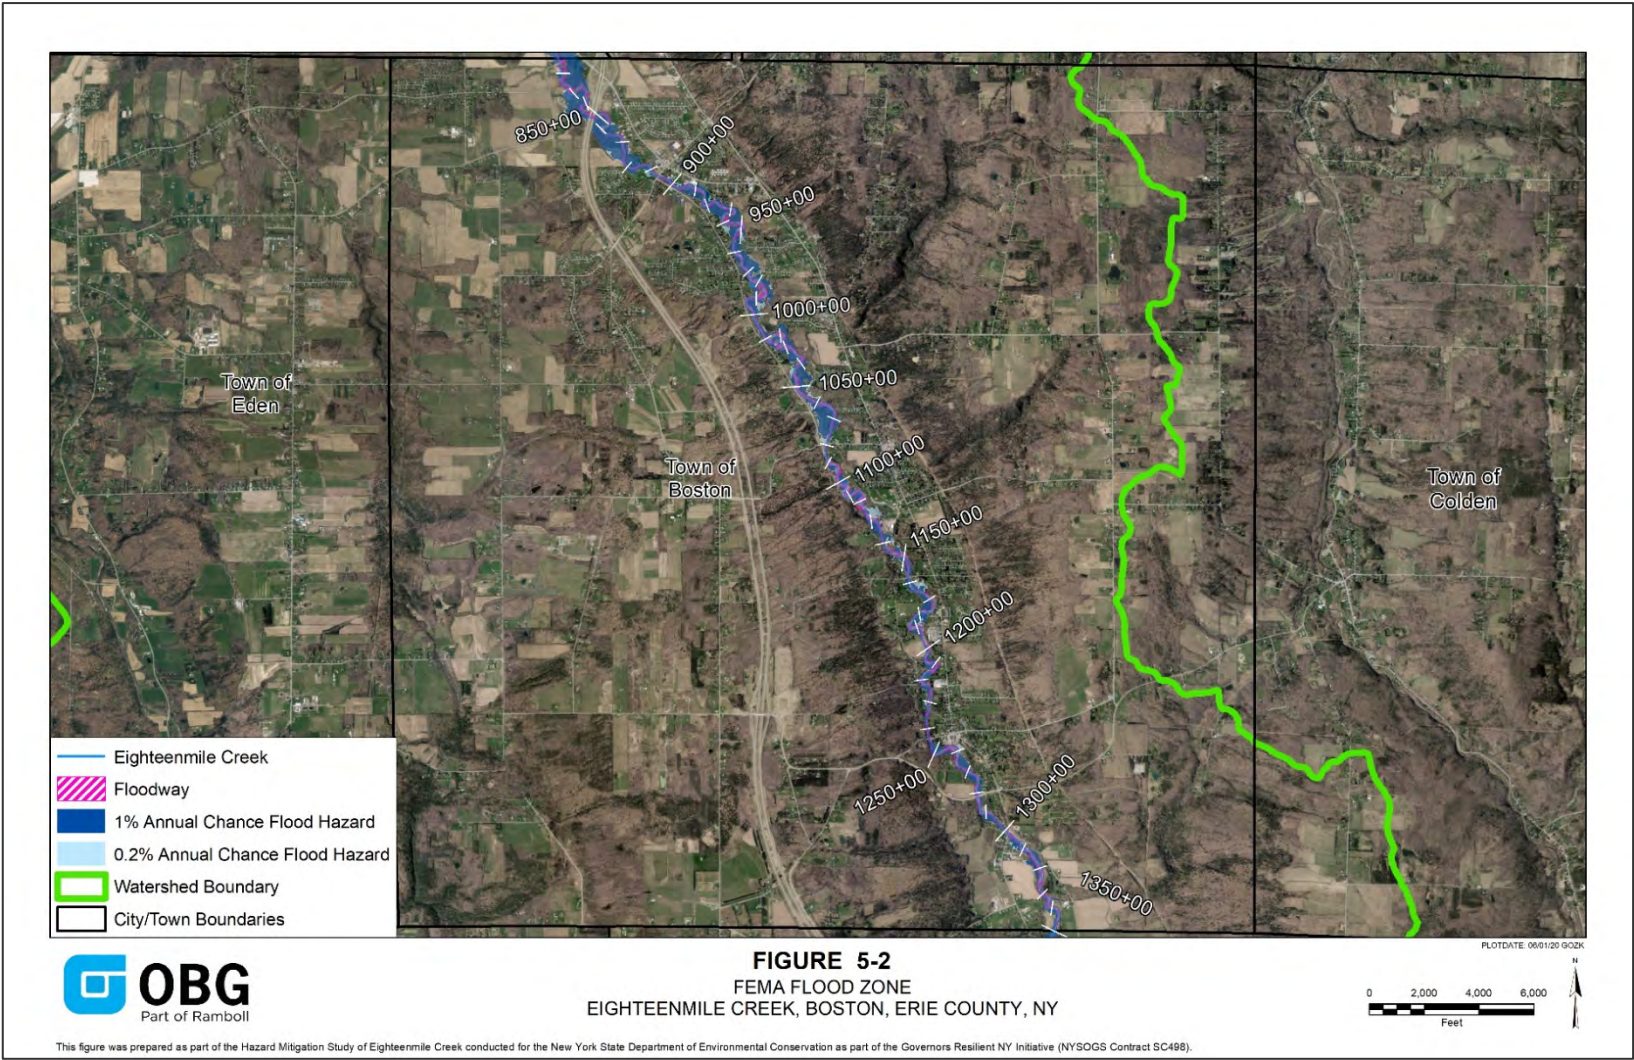 850+00
900+00
950+00
1000+00
1050+00
Town of
Eden
Town of
Boston
1100+00
Town of
Colden
1150+00
1200+00
1250+00
1300+00
1350+00
Eighteenmile Creek
Floodway
1% Annual Chance Flood Hazard
0.2% Annual Chance Flood Hazard
Watershed Boundary
City/Town Boundaries
PLOTDATE: 06/01/20 GOZK
OBG
Part of Ramboll
FIGURE 5-2
FEMA FLOOD ZONE
EIGHTEENMILE CREEK, BOSTON, ERIE COUNTY, NY
N
0 2,000 4,000 6,000
Feet
This figure was prepared as part of the Hazard Mitigation Study of Eighteenmile Creek conducted for the New York State Department of Environmental Conservation as part of the Governors Resilient NY Initiative (NYSOGS Contract SC498).